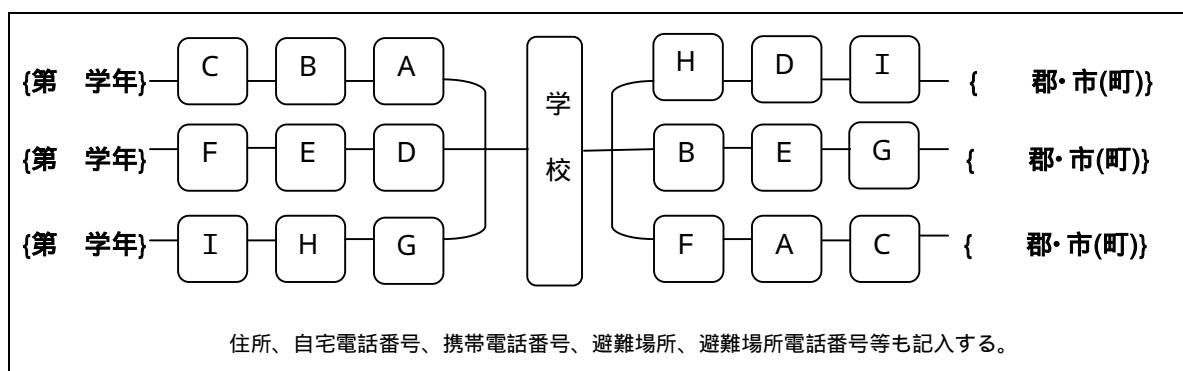 {第　学年} C B A H D I {　郡・市(町)}
学
{第　学年} F E D B E G {　郡・市(町)}
校
{第　学年} I H G F A C {　郡・市(町)}
住所、自宅電話番号、携帯電話番号、避難場所、避難場所電話番号等も記入する。